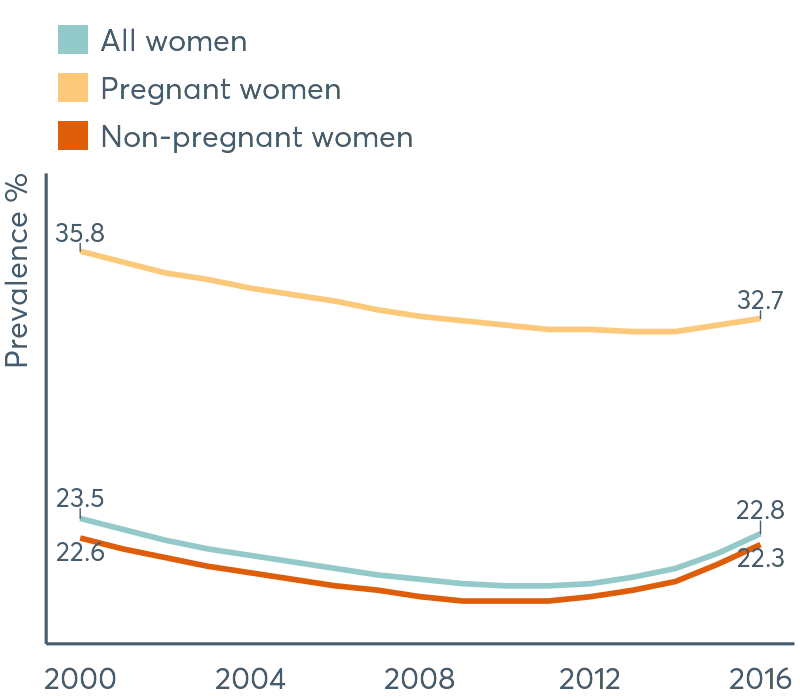 All women
Pregnant women
Non-pregnant women
Prevalence %
35.8
32.7
23.5
22.8
22.6
22.3
2000 2004 2008 2012 2016